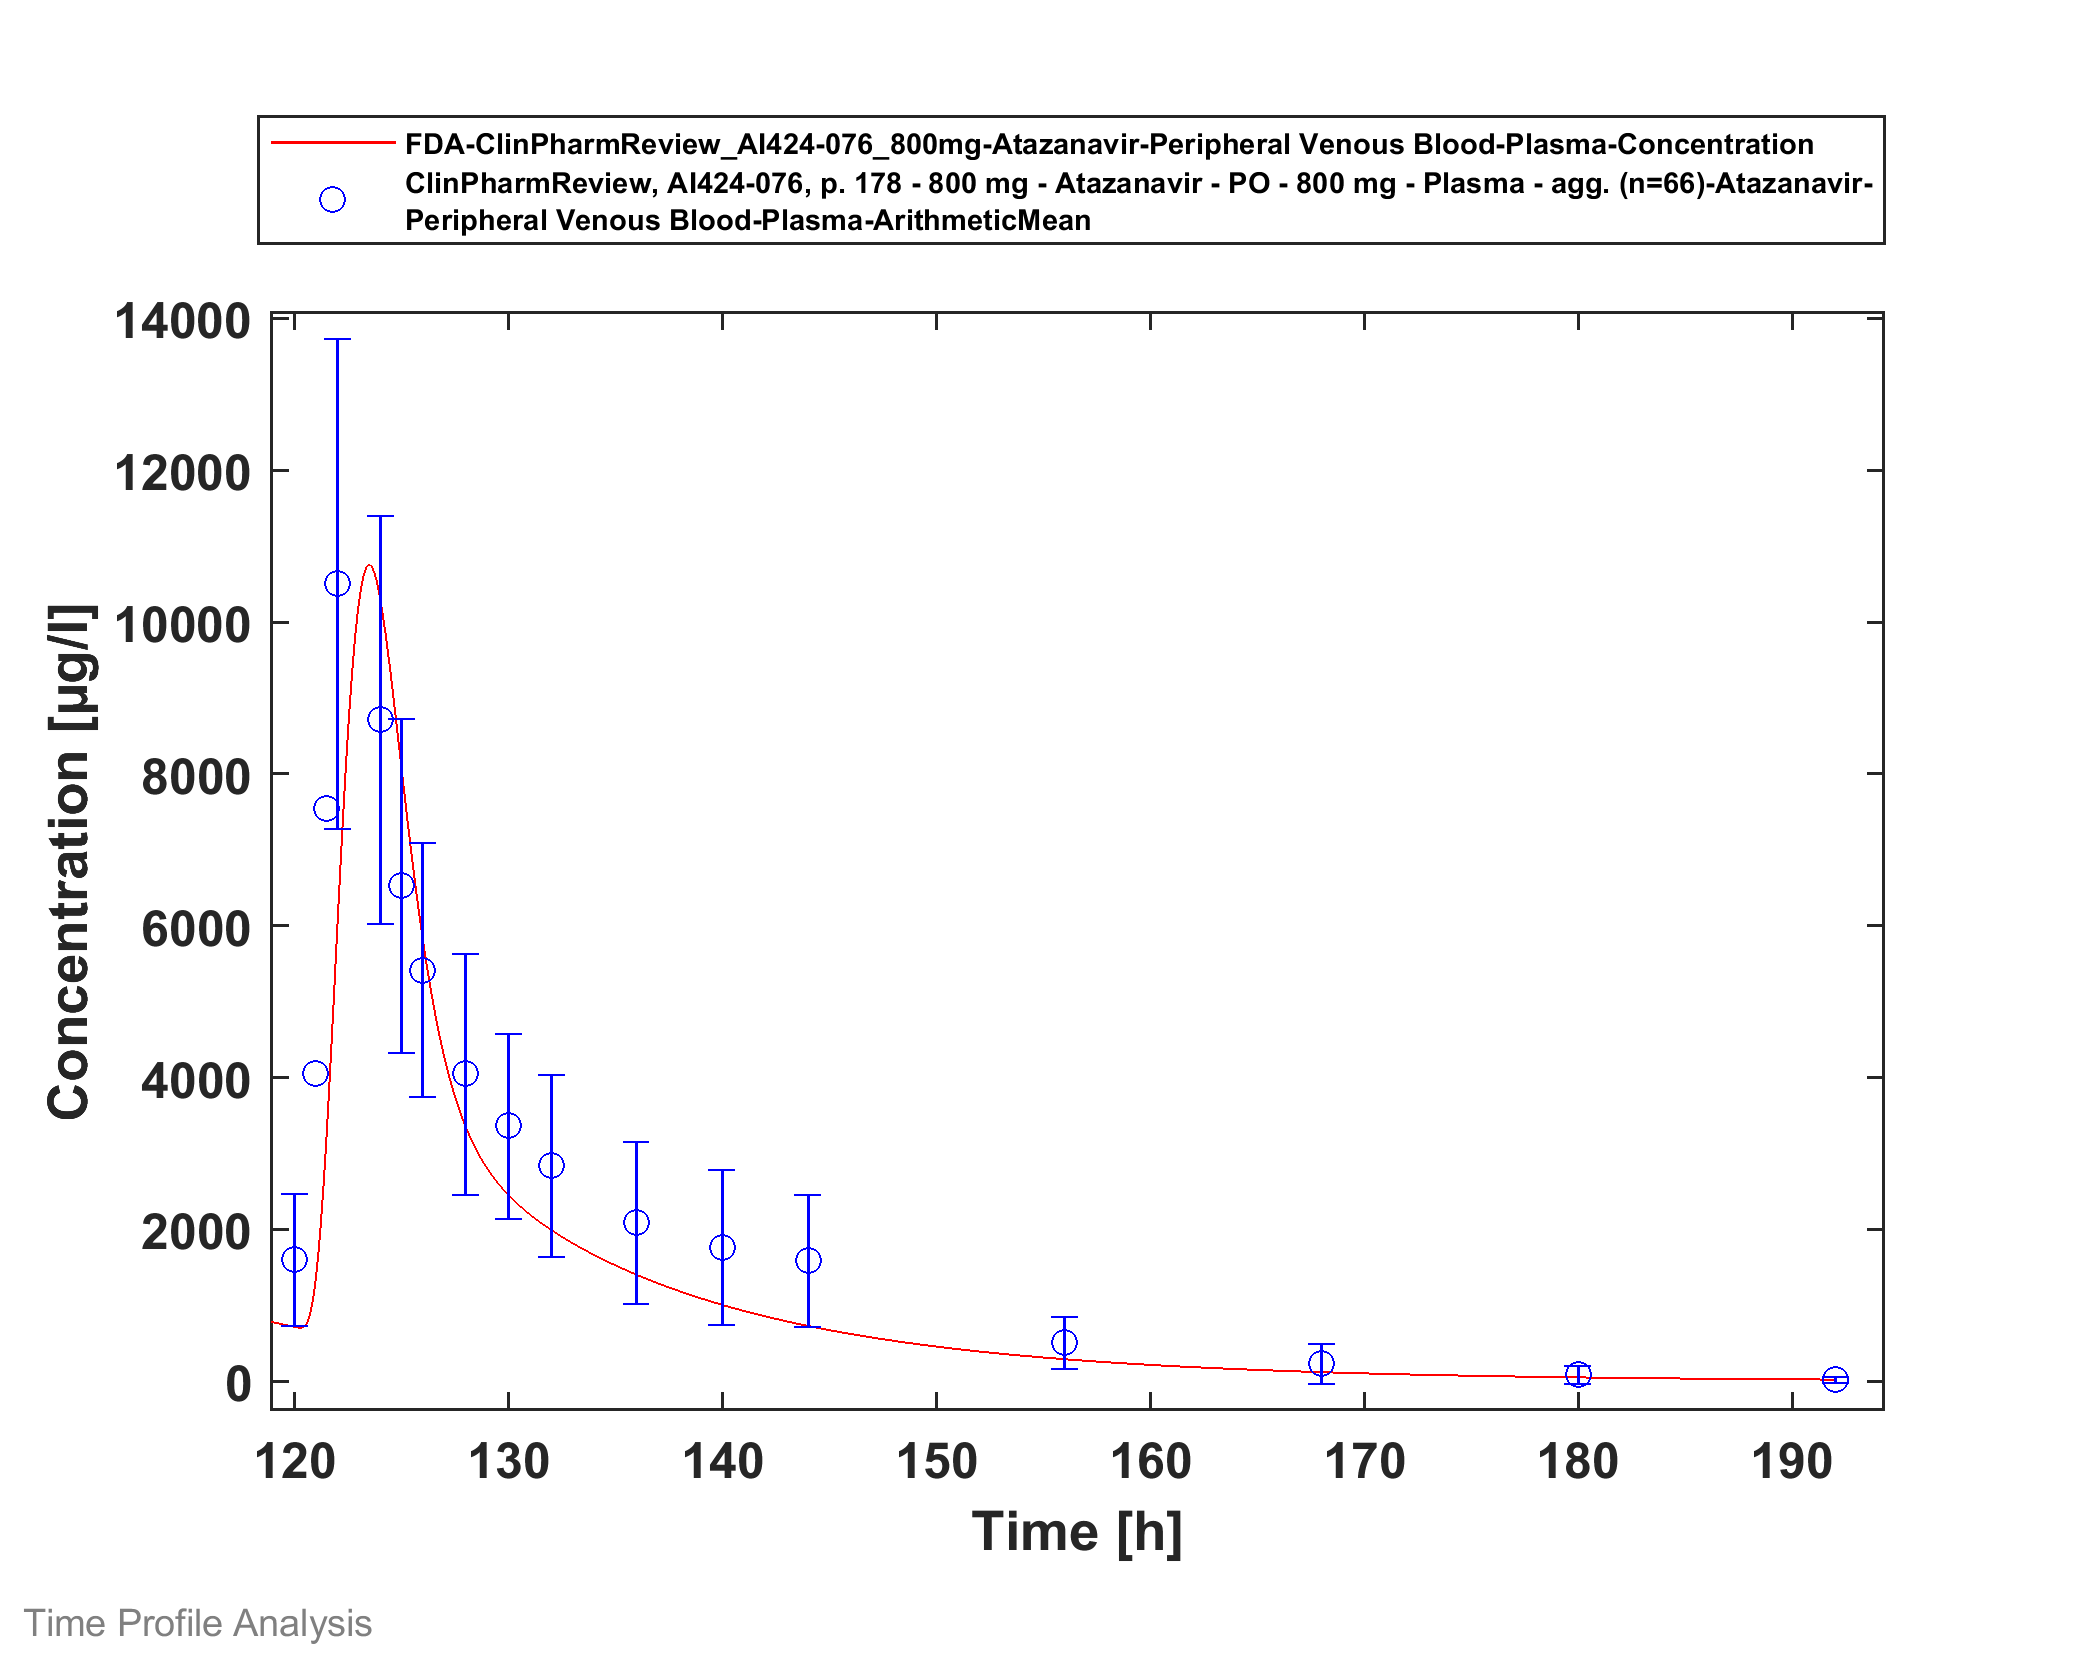 FDA-ClinPharmReview_AI424-076_800mg-Atazanavir-Peripheral Venous Blood-Plasma-Concentration
ClinPharmReview, AI424-076, p. 178 - 800 mg - Atazanavir - PO - 800 mg - Plasma - agg. (n=66)-Atazanavir-
Peripheral Venous Blood-Plasma-ArithmeticMean
14000
12000
10000
8000
6000
4000
2000
0
Concentration [µg/l]
120 130 140 150 160 170 180 190
Time [h]
Time Profile Analysis